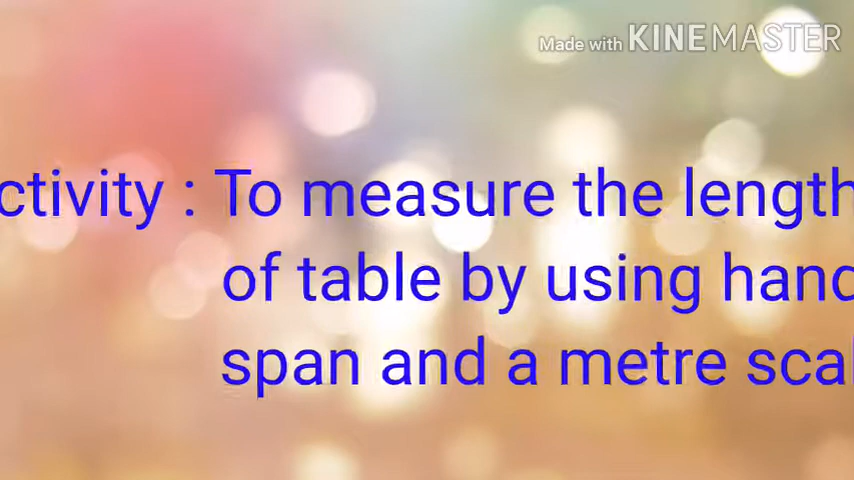 Made with KINEMASTER
ctivity : To measure the length
of table by using hand
span and a metre scal